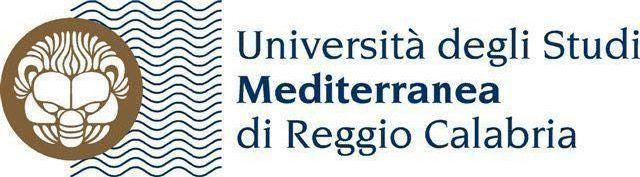 Università degli Studi
Mediterranea
di Reggio Calabria